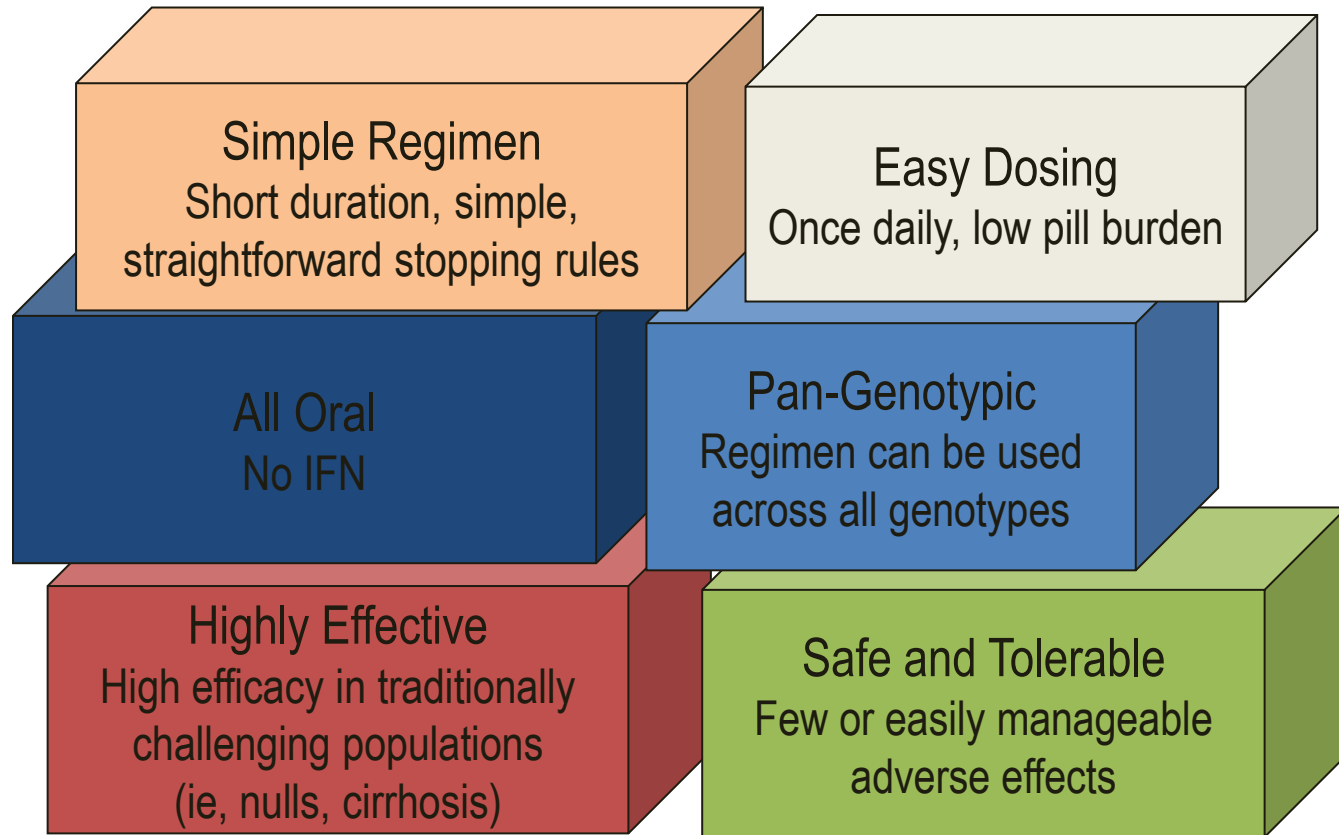 Simple Regimen
Short duration, simple,
straightforward stopping rules
Easy Dosing
Once daily, low pill burden
All Oral
No IFN
Pan-Genotypic
Regimen can be used
across all genotypes
Highly Effective
High efficacy in traditionally
challenging populations
(ie, nulls, cirrhosis)
Safe and Tolerable
Few or easily manageable
adverse effects